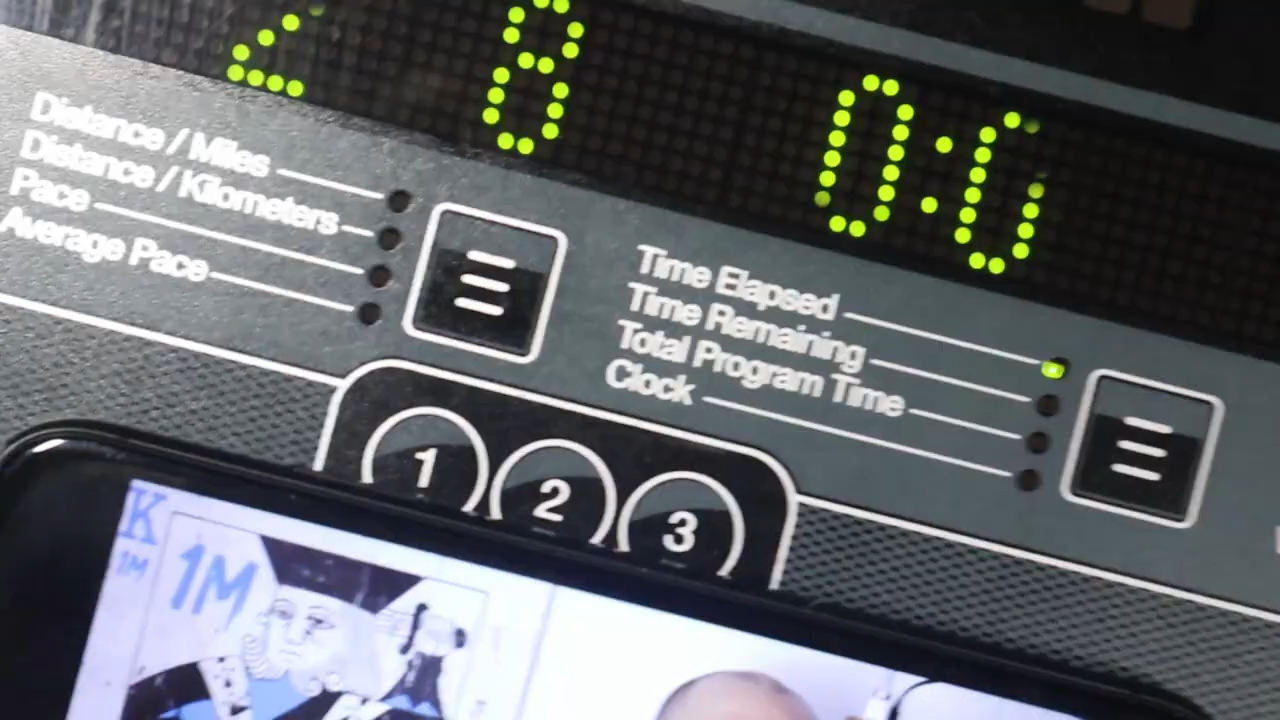 8
0:0
Distance / Miles
Distance / Kilometers
Pace
Average Pace
Time Elapsed
Time Remaining
Total Program Time
Clock
1 2 3
K
1M
1M